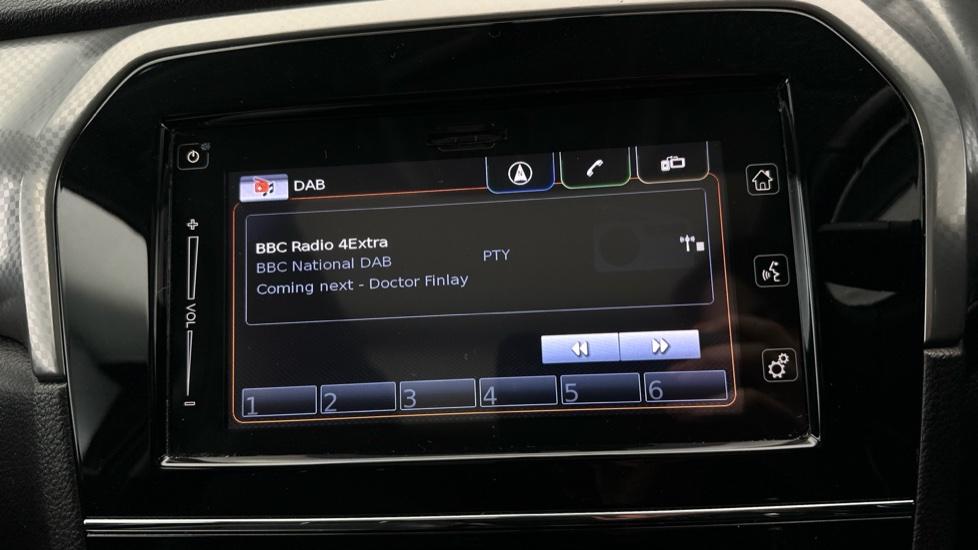 DAB
BBC Radio 4Extra
BBC National DAB
PTY
Coming next - Doctor Finlay
VOL
1 2 3 4 5 6